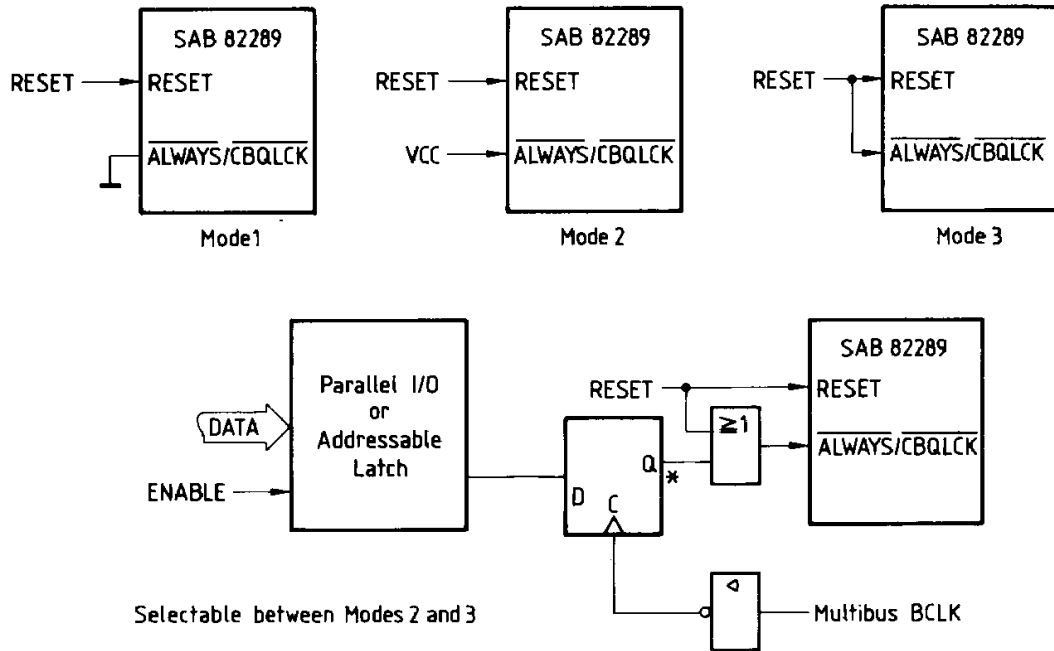 SAB 82289
RESET RESET
ALWAYS/CBQLCK
Mode1
SAB 82289
RESET RESET
VCC ALWAYS/CBQLCK
Mode 2
SAB 82289
RESET RESET
ALWAYS/CBQLCK
Mode 3
Parallel I/O
or
Addressable
Latch
DATA
ENABLE
D
C
Q
*
RESET
≧1
SAB 82289
RESET
ALWAYS/CBQLCK
Multibus BCLK
Selectable between Modes 2 and 3